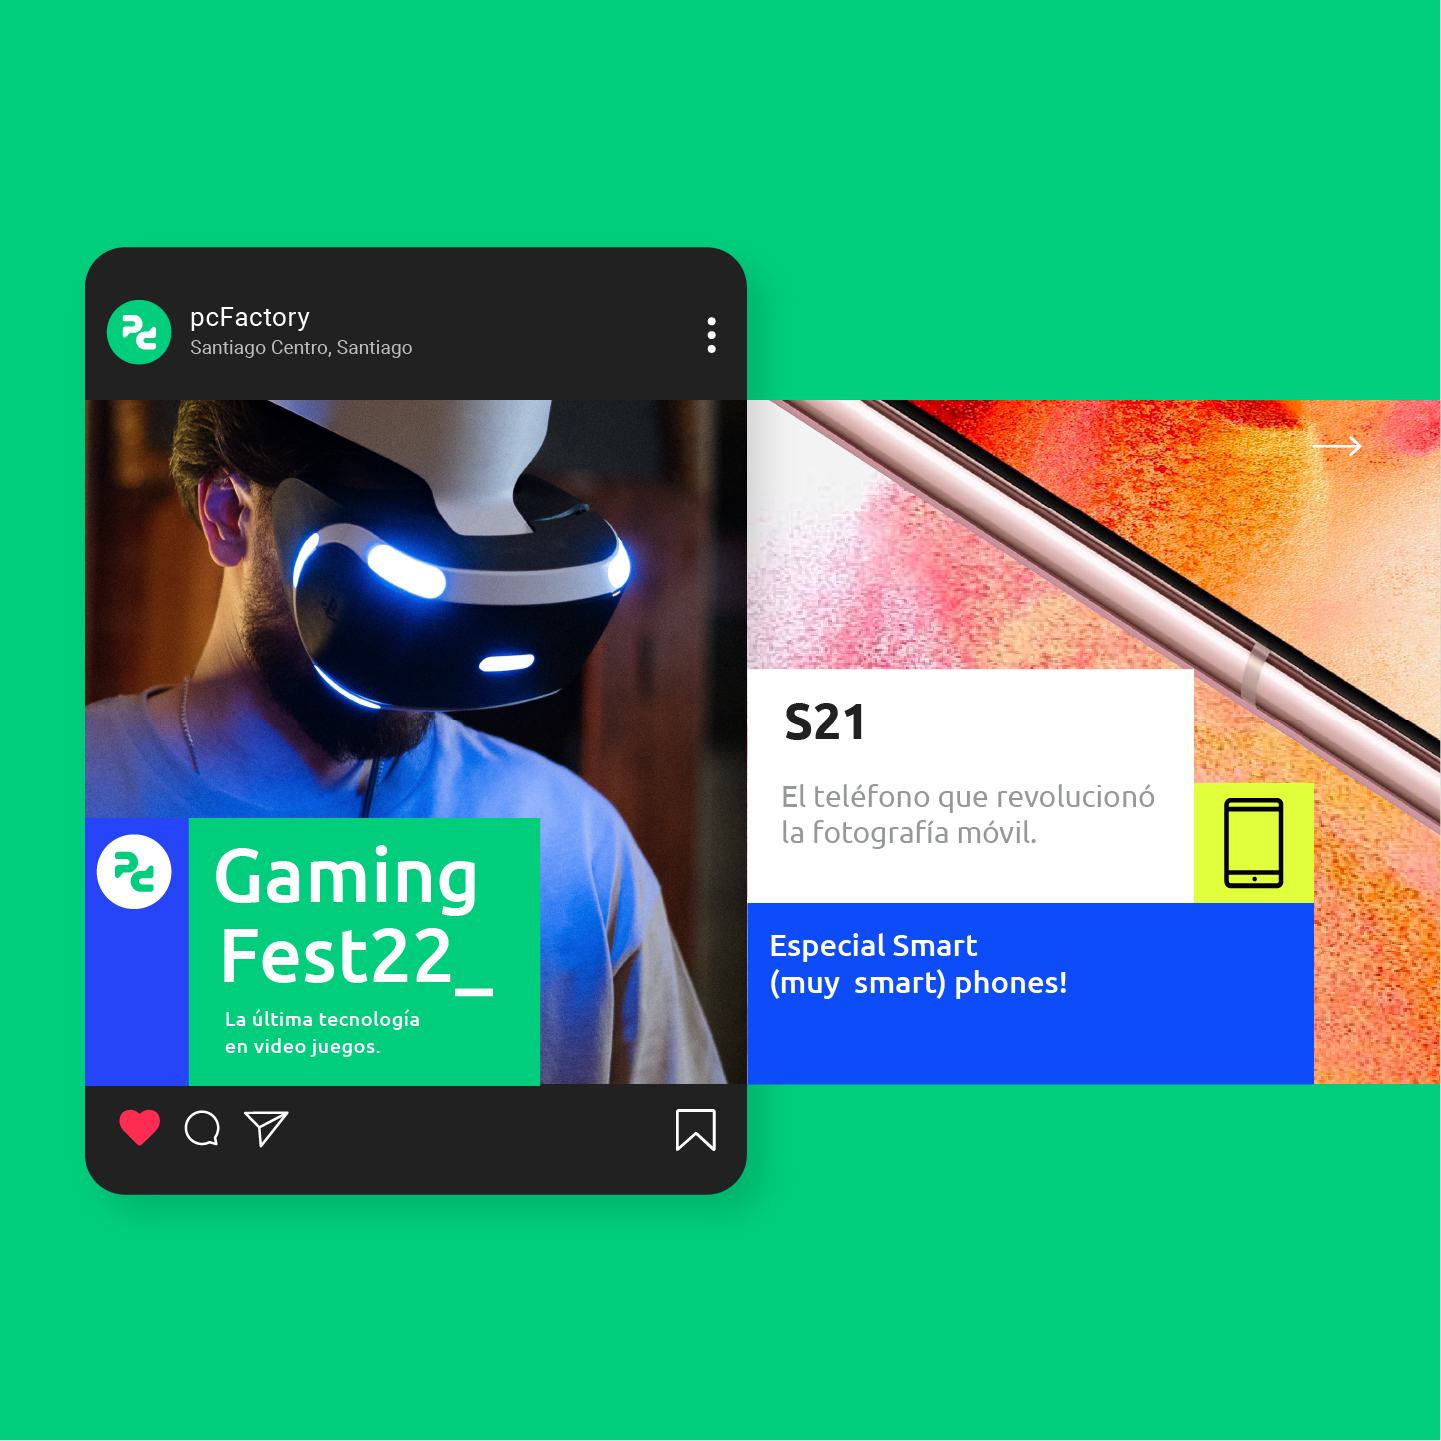 pcFactory
Santiago Centro, Santiago
Gaming
Fest22_
La última tecnología
en video juegos.
S21
El teléfono que revolucionó
la fotografía móvil.
Especial Smart
(muy  smart) phones!